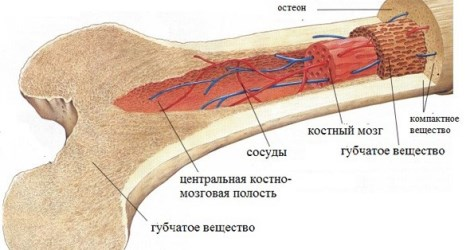 остеон
компактное
вещество
костный мозг
губчатое вещество
сосуды
центральная костно-
мозговая полость
губчатое вещество